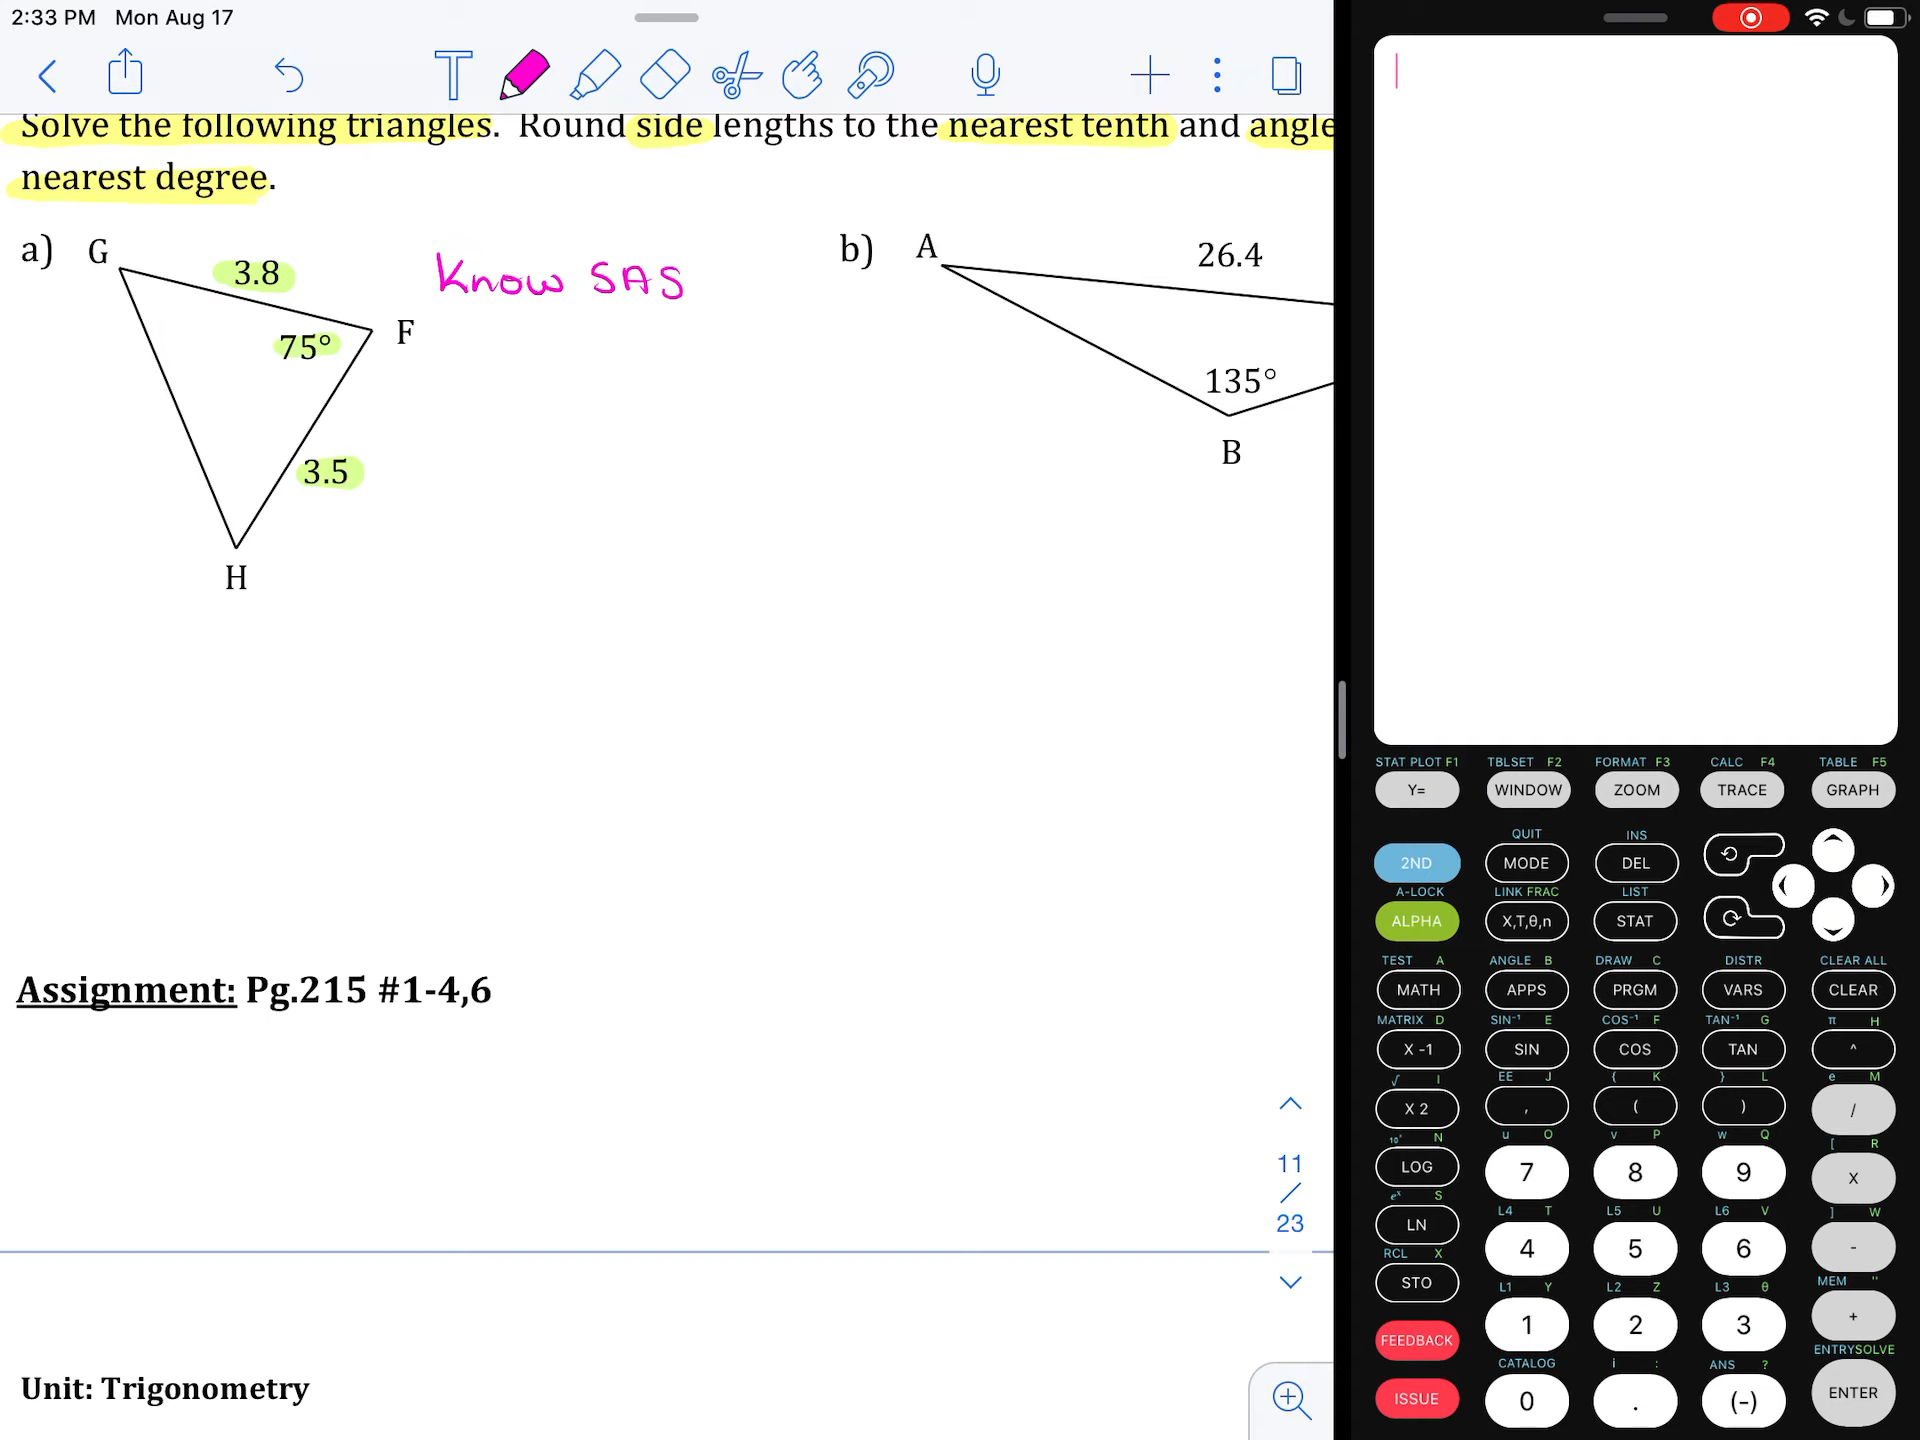 2:33 PM Mon Aug 17
Solve the following triangles. Round side lengths to the nearest tenth and angle
nearest degree.
a) G 3.8 Know SAS b) A 26.4
F
75°
135°
B
3.5
H
Assignment: Pg.215 #1-4,6
11
/
23
Unit: Trigonometry
STAT PLOT F1 TBLSET F2 FORMAT F3 CALC F4 TABLE F5
Y= WINDOW ZOOM TRACE GRAPH
QUIT INS
2ND MODE DEL
A-LOCK LINK FRAC LIST
ALPHA X,T,θ,n STAT
TEST A ANGLE B DRAW C DISTR CLEAR ALL
MATH APPS PRGM VARS CLEAR
MATRIX D SIN⁻¹ E COS⁻¹ F TAN⁻¹ G π H
X -1 SIN COS TAN ^
√ I EE J { K } L e M
X 2 , ( ) /
10ˣ N u O v P w Q [ R
LOG 7 8 9 X
eˣ S L4 T L5 U L6 V ] W
LN 4 5 6 -
RCL X L1 Y L2 Z L3 θ MEM "
STO 1 2 3 +
FEEDBACK
CATALOG i : ANS ? ENTRY SOLVE
ISSUE 0 . (-) ENTER